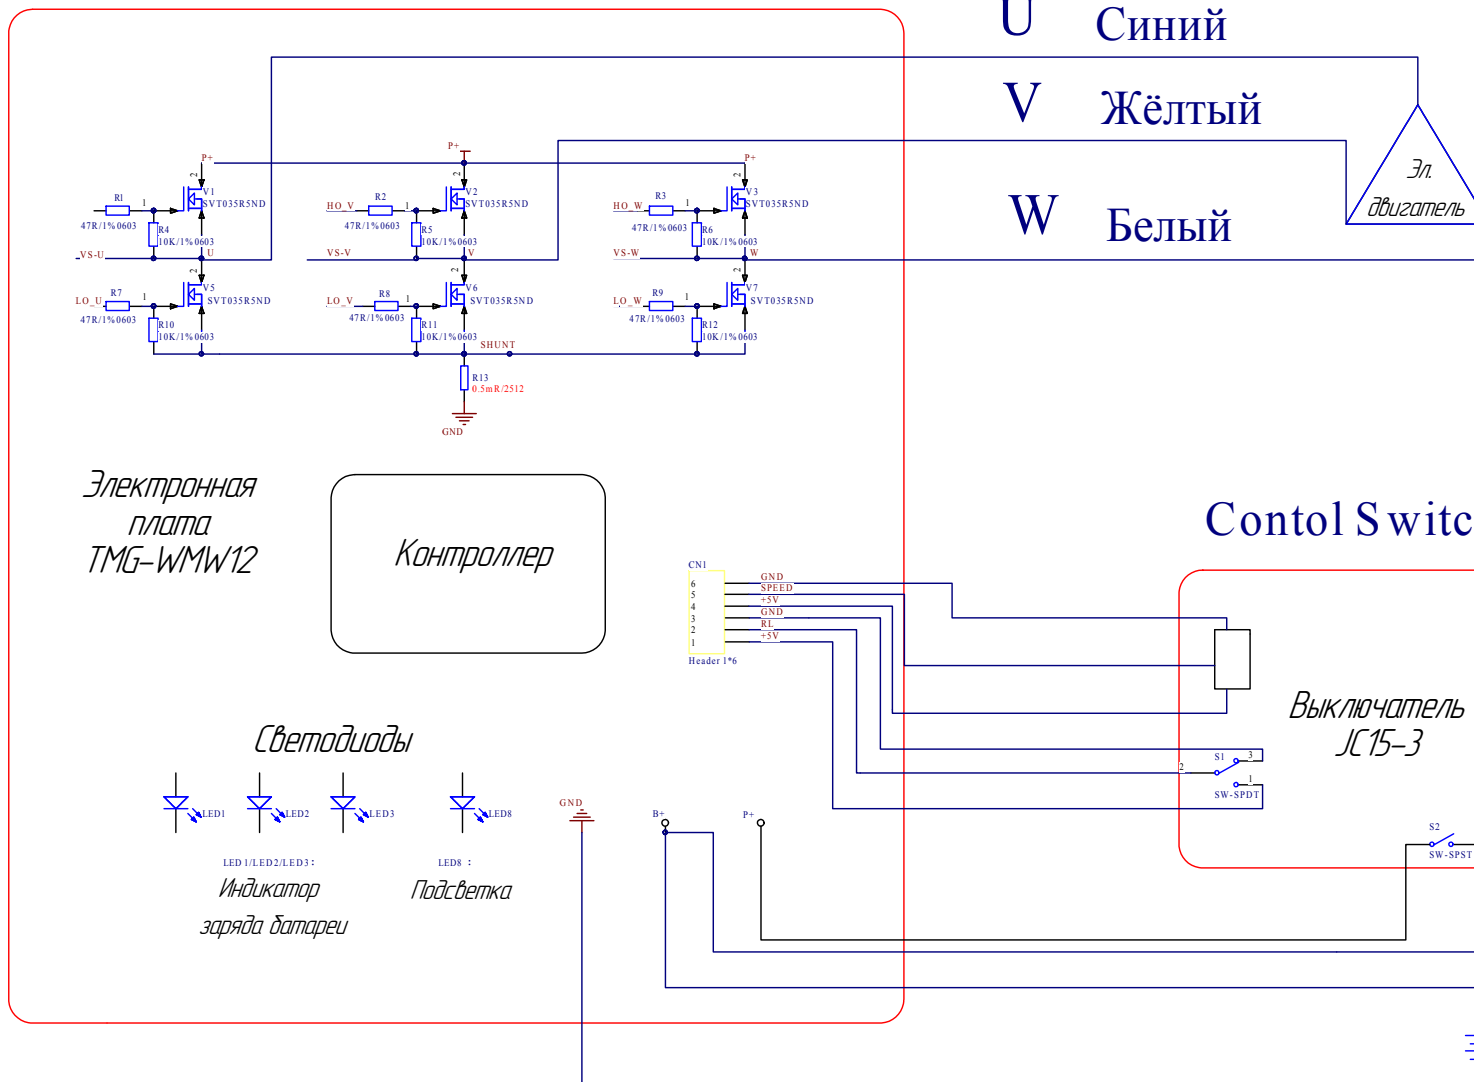 U Синий
V Жёлтый
W Белый
Эл.
двигатель
P+
P+
P+
2
V1
SVT035R5ND
R1
1
47R/1%0603
R4
10K/1%0603
VS-U
U
2
V2
SVT035R5ND
HO_V
R2
1
47R/1%0603
R5
10K/1%0603
VS-V
V
2
V3
SVT035R5ND
HO_W
R3
1
47R/1%0603
R6
10K/1%0603
VS-W
W
2
V5
SVT035R5ND
LO_U
R7
1
47R/1%0603
R10
10K/1%0603
2
V6
SVT035R5ND
LO_V
R8
1
47R/1%0603
R11
10K/1%0603
2
V7
SVT035R5ND
LO_W
R9
1
47R/1%0603
R12
10K/1%0603
SHUNT
R13
0.5mR/2512
GND
Электронная
плата
TMG-WMW12
Контроллер
Contol Switc
CN1
6 GND
5 SPEED
4 +5V
3 GND
2 RL
1 +5V
Header 1*6
Выключатель
JC15-3
S1
3
2
1
SW-SPDT
S2
SW-SPST
Светодиоды
LED1
LED2
LED3
LED8
GND
B+
P+
LED1/LED2/LED3:
Индикатор
заряда батареи
LED8 :
Подсветка